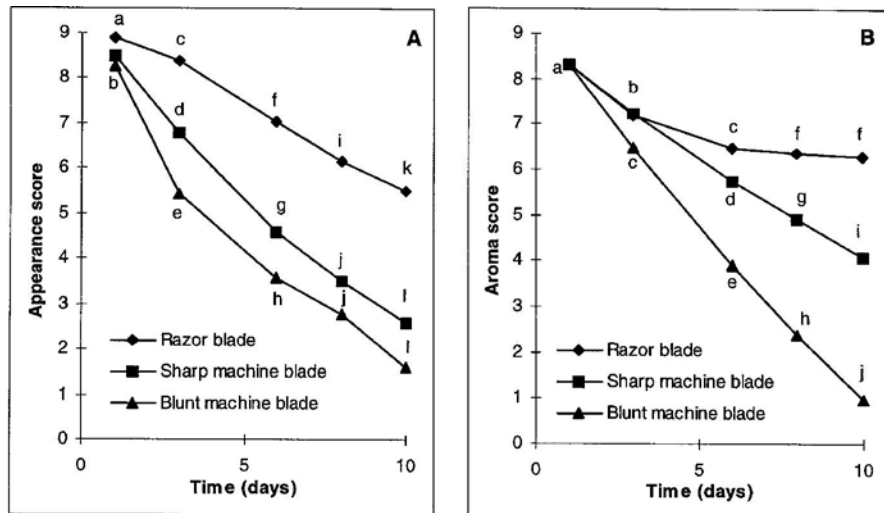 A
Appearance score
9
8
7
6
5
4
3
2
1
0
a
c
f
i
k
b
d
g
j
l
e
h
j
l
Razor blade
Sharp machine blade
Blunt machine blade
0 5 10
Time (days)
B
Aroma score
9
8
7
6
5
4
3
2
1
0
a
b
c
f
f
c
d
g
i
e
h
j
Razor blade
Sharp machine blade
Blunt machine blade
0 5 10
Time (days)